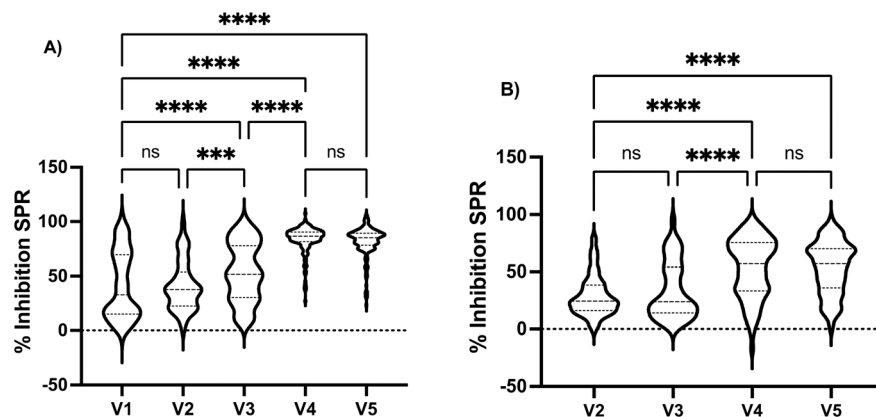 A)
****
****
**** ****
ns *** ns
% Inhibition SPR
150
100
50
0
-50
V1 V2 V3 V4 V5
B)
****
****
ns **** ns
% Inhibition SPR
150
100
50
0
-50
V2 V3 V4 V5